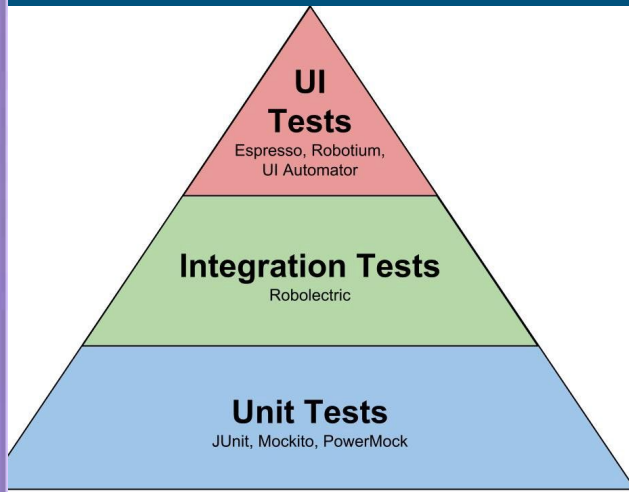 UI
Tests
Espresso, Robotium,
UI Automator
Integration Tests
Robolectric
Unit Tests
JUnit, Mockito, PowerMock